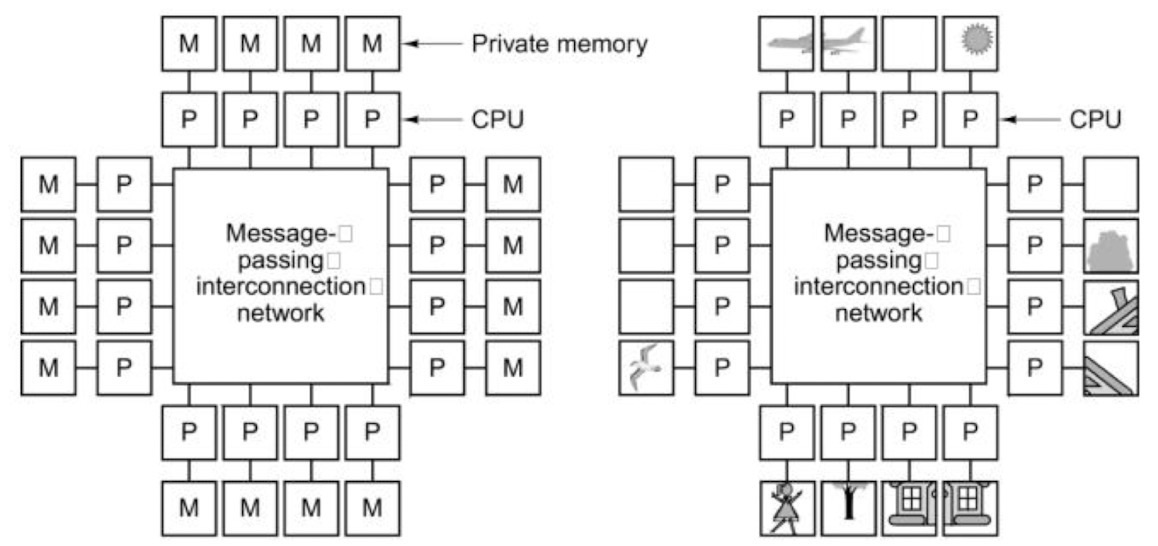 M M M M Private memory
P P P P CPU
P P P P CPU
M P P M P P
M P Message-□ P M P Message-□ P
passing□ passing□
M P interconnection□ P M P interconnection□ P
M P network P M P network P
P P P P P P P P
M M M M